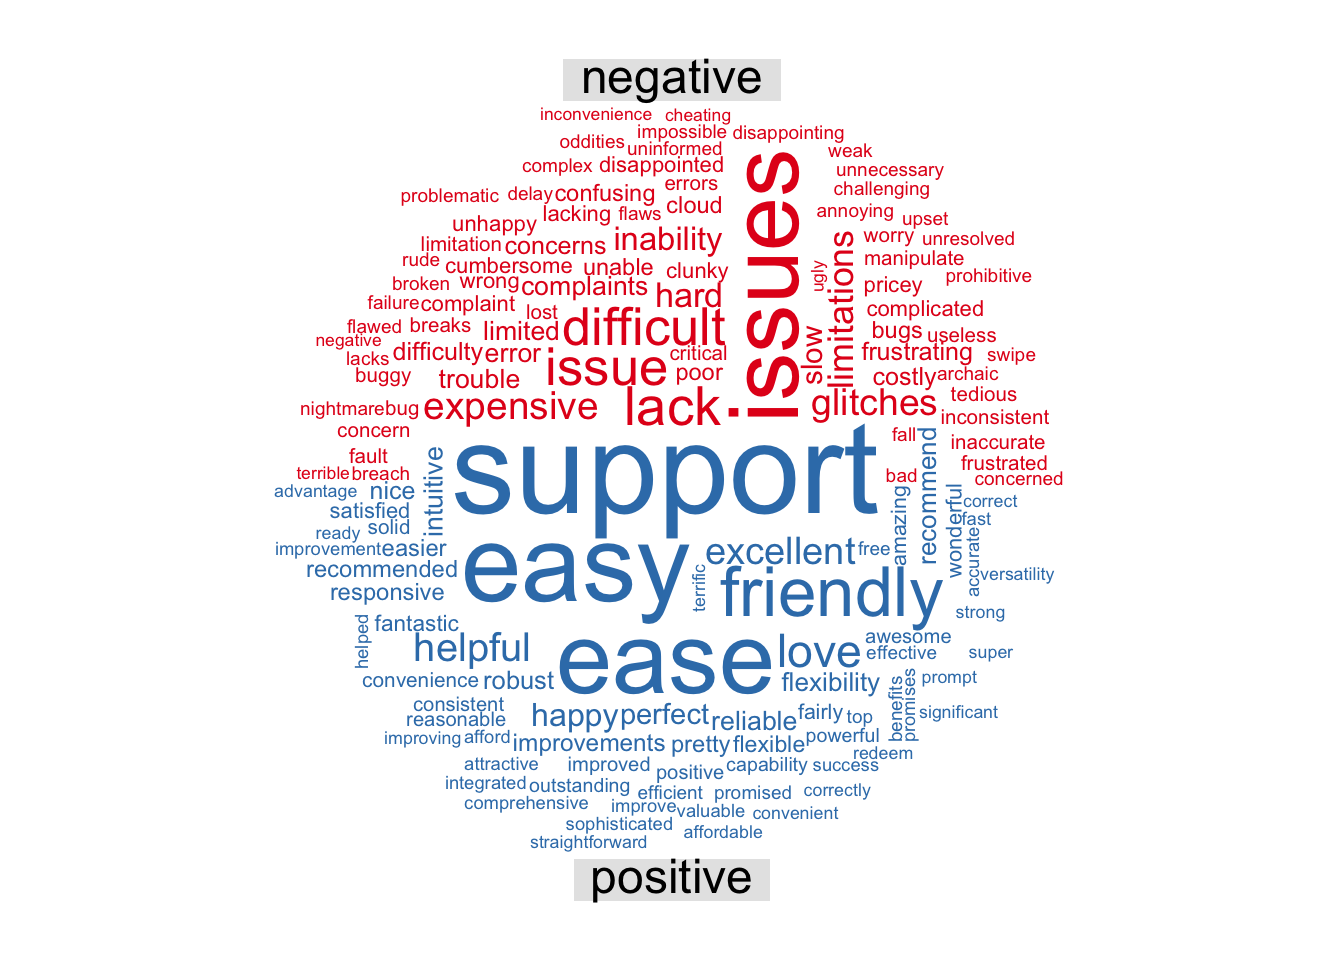 negative
inconvenience cheating
impossible disappointing
oddities uninformed
weak
complex disappointed
unnecessary
problematic delay confusing errors
challenging
lacking flaws cloud
annoying upset
unhappy
limitation concerns inability
worry unresolved
rude cumbersome unable clunky
ugly
manipulate
prohibitive
broken wrong complaints hard
issues
limitations
pricey
failure complaint lost
complicated
flawed breaks limited difficult
slow
bugs useless
negative
lacks difficulty error issue critical
frustrating swipe
buggy trouble poor
costly archaic
nightmare bug expensive lack glitches
tedious
inconsistent
concern
fall
inaccurate
fault
frustrated
terrible breach
bad
concerned
support
advantage nice intuitive
amazing recommend wonderful correct
satisfied
fast
ready solid
improvement easier easy excellent free
accurate
recommended
versatility
responsive
terrific friendly
strong
helped fantastic
helpful ease love awesome
effective super
convenience robust flexibility
prompt
consistent
benefits promises
reasonable happy perfect reliable fairly top
significant
improving afford improvements pretty flexible powerful
redeem
attractive improved positive capability success
integrated outstanding efficient promised correctly
comprehensive improve valuable convenient
sophisticated affordable
straightforward
positive